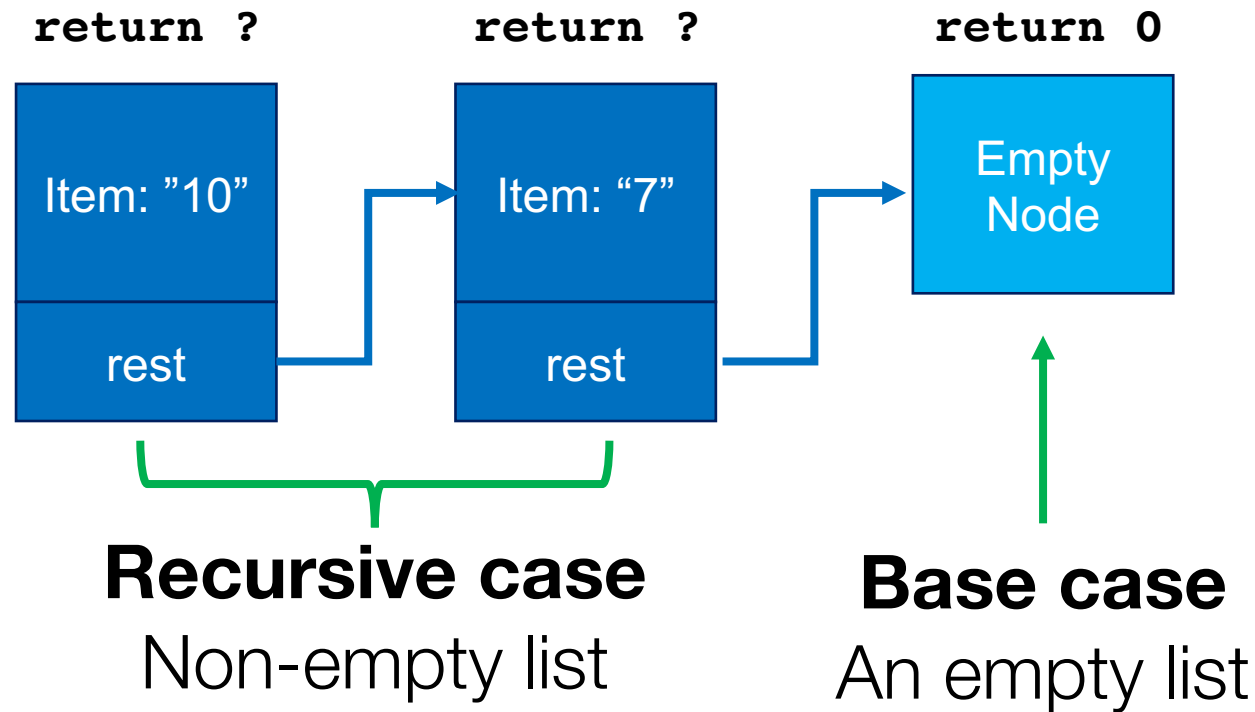 return ?
return ?
return 0
Item: ”10”
Item: “7”
Empty
Node
rest
rest
Recursive case
Non-empty list
Base case
An empty list